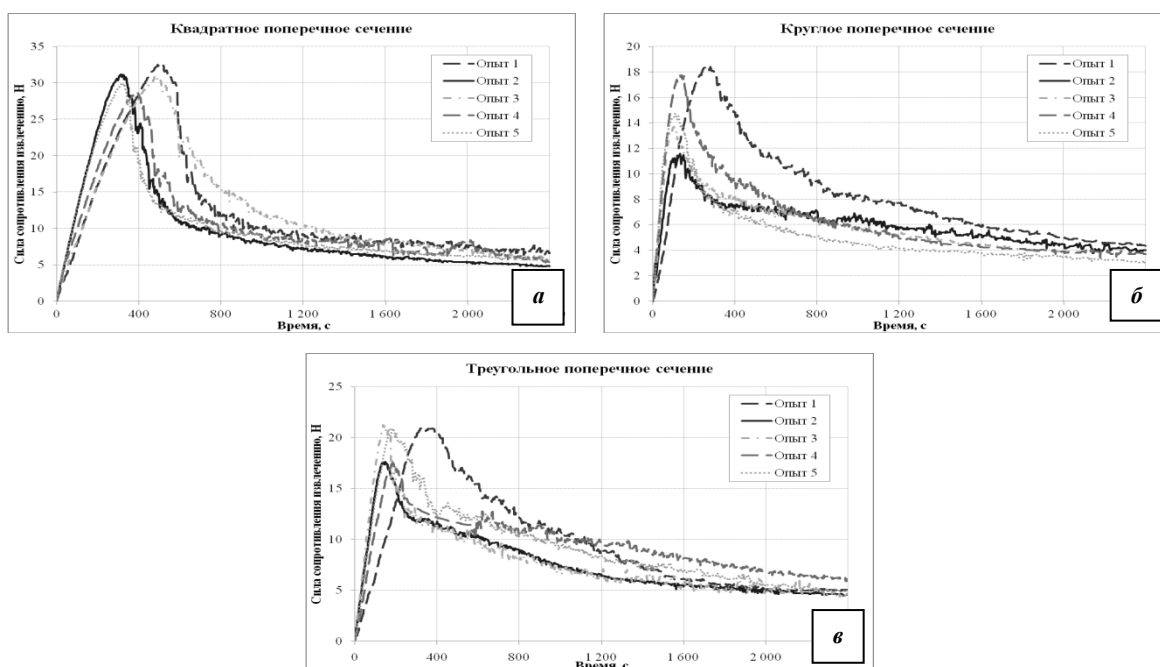 Квадратное поперечное сечение
Сила сопротивления извлечению, Н
35
30
25
20
15
10
5
0
Опыт 1
Опыт 2
Опыт 3
Опыт 4
Опыт 5
0 400 800 1 200 1 600 2 000
Время, с
а
Круглое поперечное сечение
Сила сопротивления извлечению, Н
20
18
16
14
12
10
8
6
4
2
0
Опыт 1
Опыт 2
Опыт 3
Опыт 4
Опыт 5
0 400 800 1 200 1 600 2 000
Время, с
б
Треугольное поперечное сечение
Сила сопротивления извлечению, Н
25
20
15
10
5
0
Опыт 1
Опыт 2
Опыт 3
Опыт 4
Опыт 5
0 400 800 1 200 1 600 2 000
Время, с
в